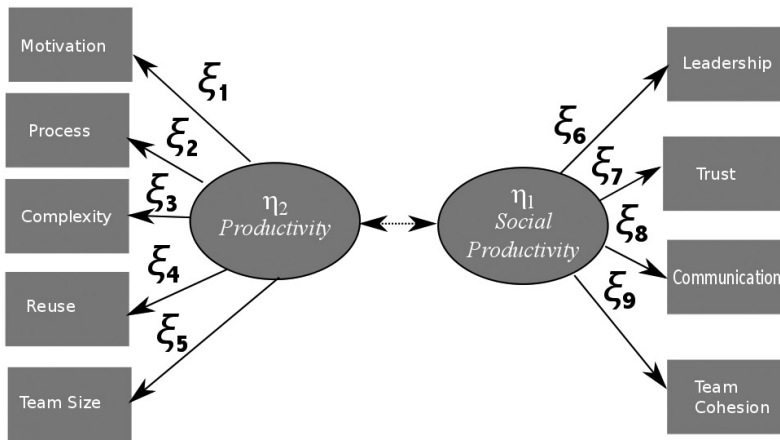 Motivation
Process
Complexity
Reuse
Team Size
ξ1
ξ2
ξ3
ξ4
ξ5
η2
Productivity
η1
Social
Productivity
ξ6
ξ7
ξ8
ξ9
Leadership
Trust
Communication
Team
Cohesion